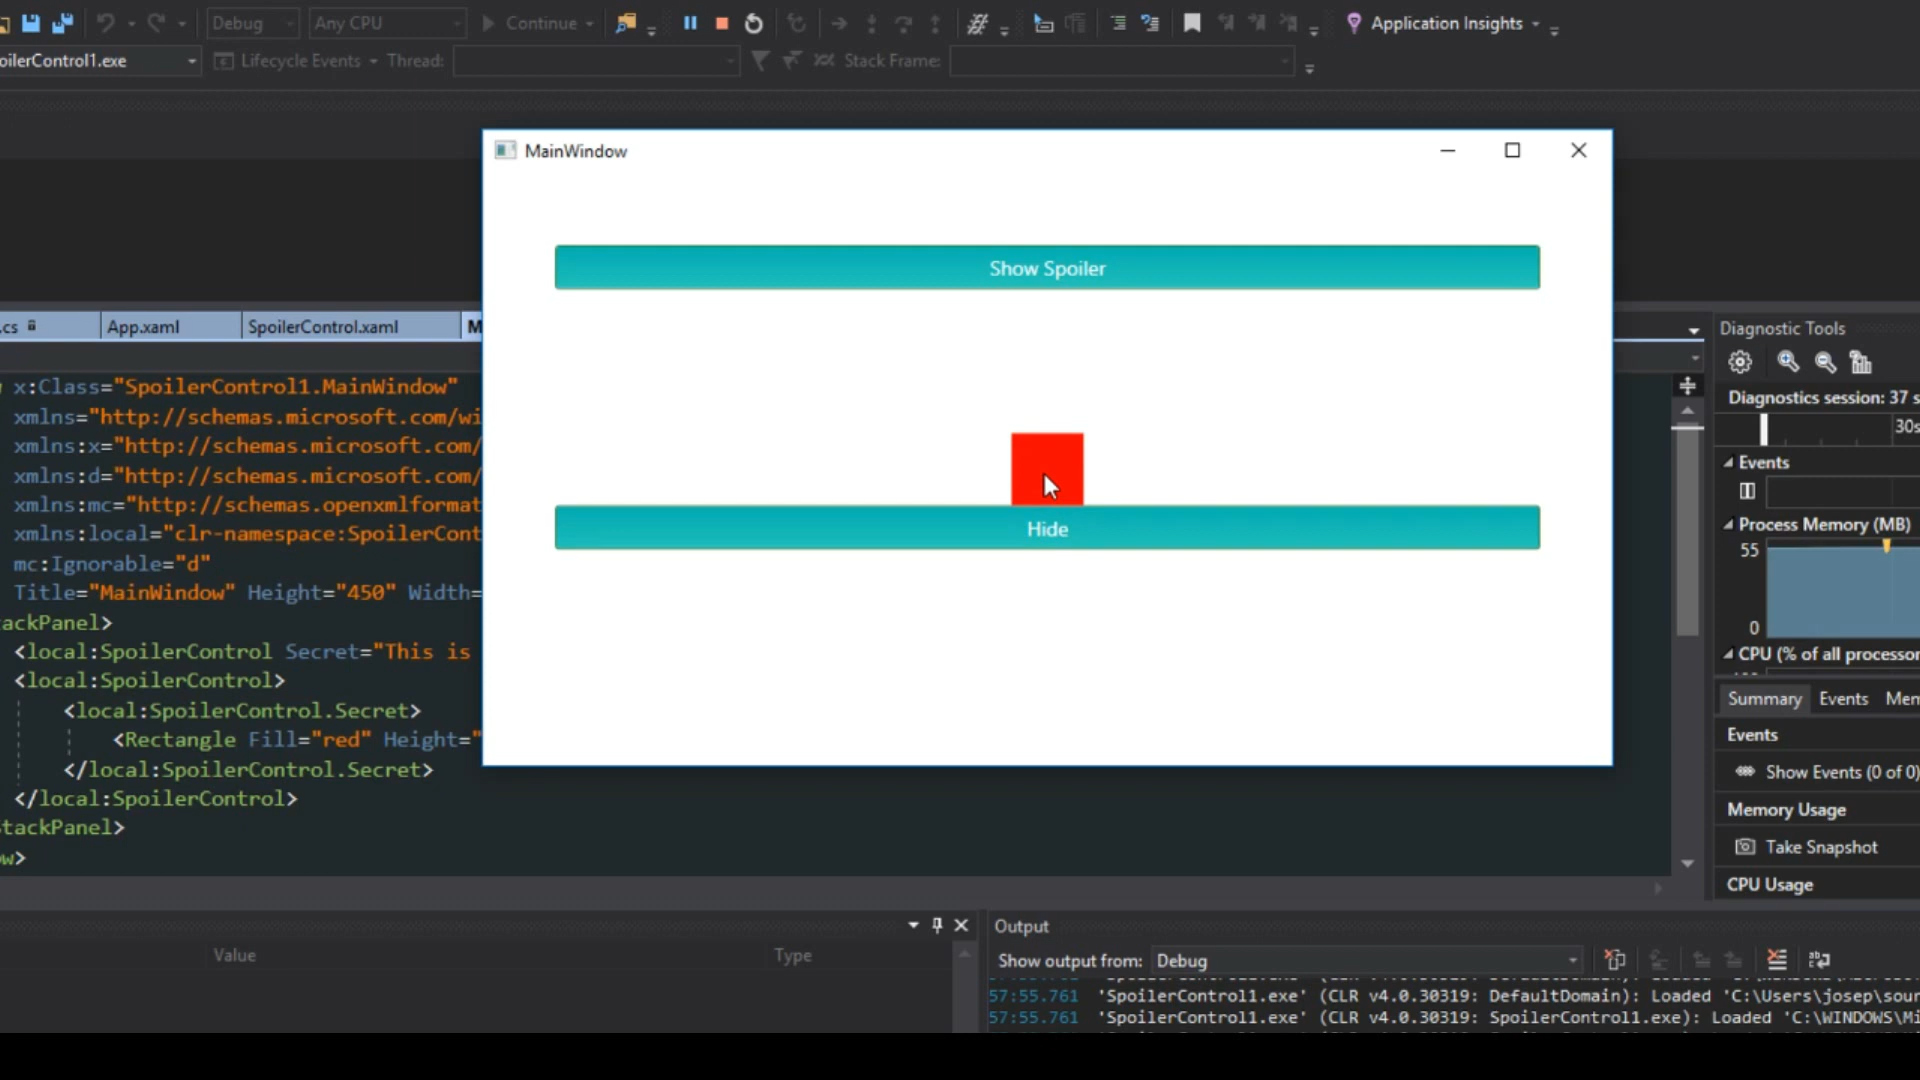 Debug
Any CPU
Continue
Application Insights
oilerControl1.exe
Lifecycle Events
Thread:
Stack Frame:
MainWindow
Show Spoiler
Hide
.cs
App.xaml
SpoilerControl.xaml
M
x:Class="SpoilerControl1.MainWindow"
xmlns="http://schemas.microsoft.com/wi
xmlns:x="http://schemas.microsoft.com/
xmlns:d="http://schemas.microsoft.com/
xmlns:mc="http://schemas.openxmlformat
xmlns:local="clr-namespace:SpoilerCont
mc:Ignorable="d"
Title="MainWindow" Height="450" Width=
ackPanel>
<local:SpoilerControl Secret="This is
<local:SpoilerControl>
<local:SpoilerControl.Secret>
<Rectangle Fill="red" Height="
</local:SpoilerControl.Secret>
</local:SpoilerControl>
tackPanel>
ow>
Diagnostic Tools
Diagnostics session: 37 s
30s
Events
Process Memory (MB)
55
0
CPU (% of all processor
Summary
Events
Mem
Events
Show Events (0 of 0)
Memory Usage
Take Snapshot
CPU Usage
Value
Type
Output
Show output from:
Debug
57:55.761 'SpoilerControl1.exe' (CLR v4.0.30319: DefaultDomain): Loaded 'C:\Users\josep\sour
57:55.761 'SpoilerControl1.exe' (CLR v4.0.30319: SpoilerControl1.exe): Loaded 'C:\WINDOWS\Mi